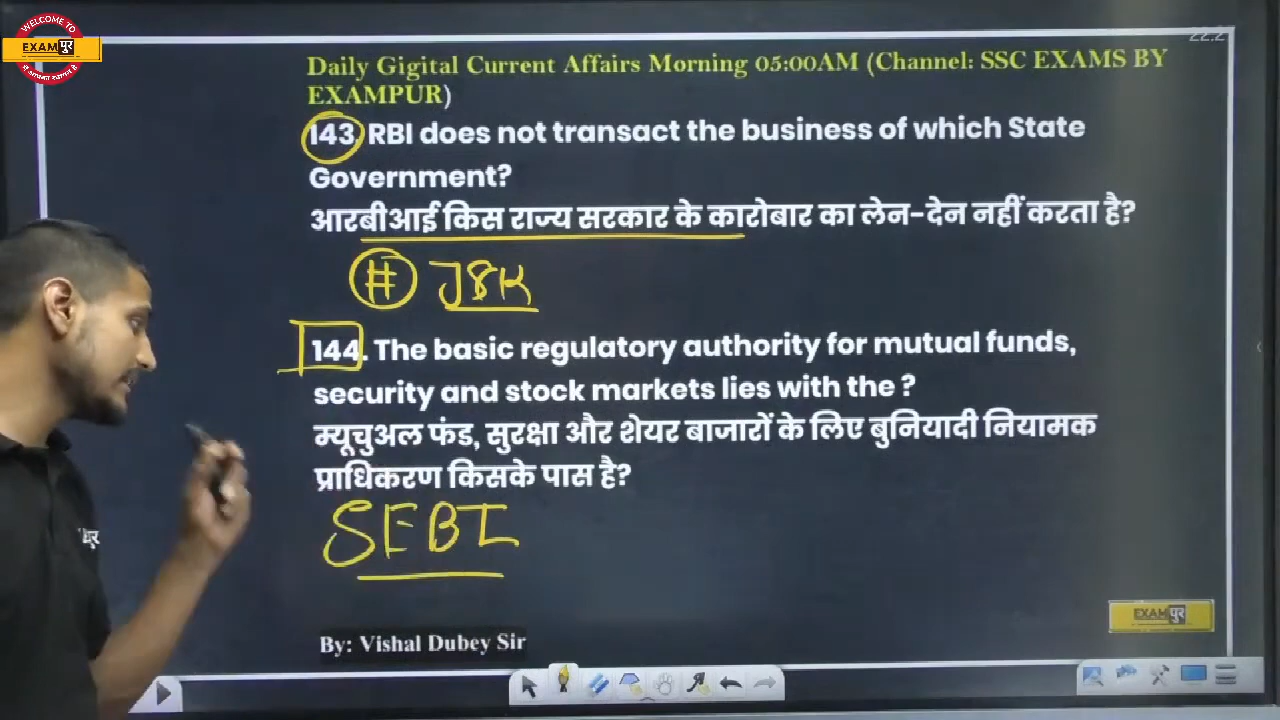 WELCOME TO
EXAMपुर
22.2
Daily Gigital Current Affairs Morning 05:00AM (Channel: SSC EXAMS BY
EXAMPUR)
143. RBI does not transact the business of which State
Government?
आरबीआई किस राज्य सरकार के कारोबार का लेन-देन नहीं करता है?
# J&K
144. The basic regulatory authority for mutual funds,
security and stock markets lies with the ?
म्यूचुअल फंड, सुरक्षा और शेयर बाजारों के लिए बुनियादी नियामक
प्राधिकरण किसके पास है?
SEBI
EXAMपुर
By: Vishal Dubey Sir